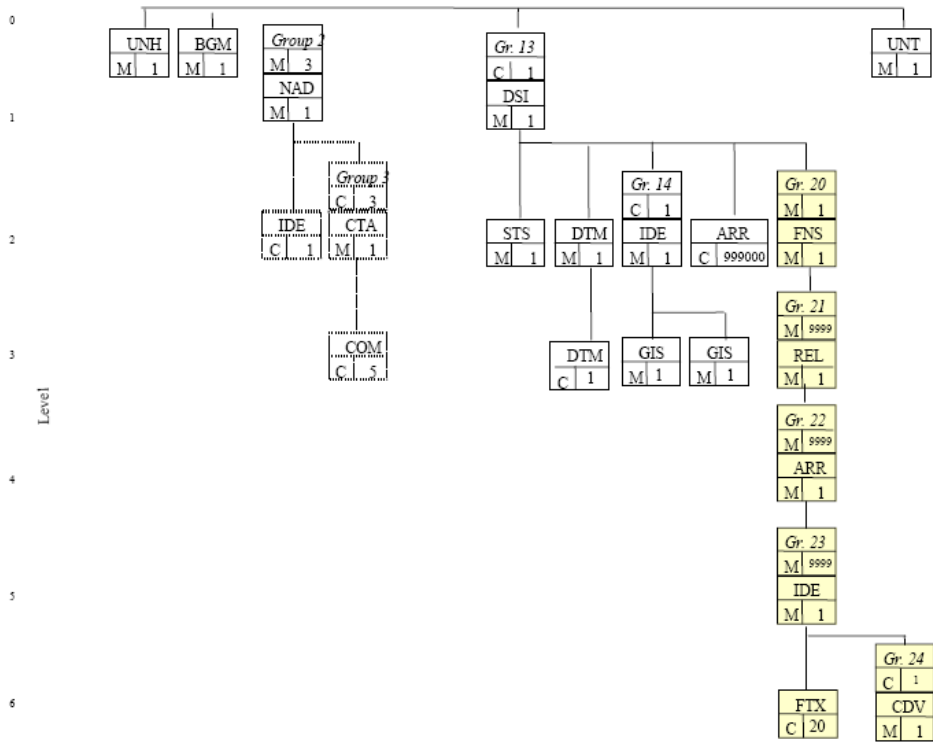 0
UNH
M 1
BGM
M 1
Group 2
M 3
NAD
M 1
Gr. 13
C 1
DSI
M 1
UNT
M 1
1
Group 3
C 3
CTA
M 1
IDE
C 1
STS
M 1
DTM
M 1
Gr. 14
C 1
IDE
M 1
ARR
C 999000
Gr. 20
M 1
FNS
M 1
2
COM
C 5
DTM
C 1
GIS
M 1
GIS
M 1
Gr. 21
M 9999
REL
M 1
3
Level
Gr. 22
M 9999
ARR
M 1
4
Gr. 23
M 9999
IDE
M 1
5
Gr. 24
C 1
CDV
M 1
FTX
C 20
6